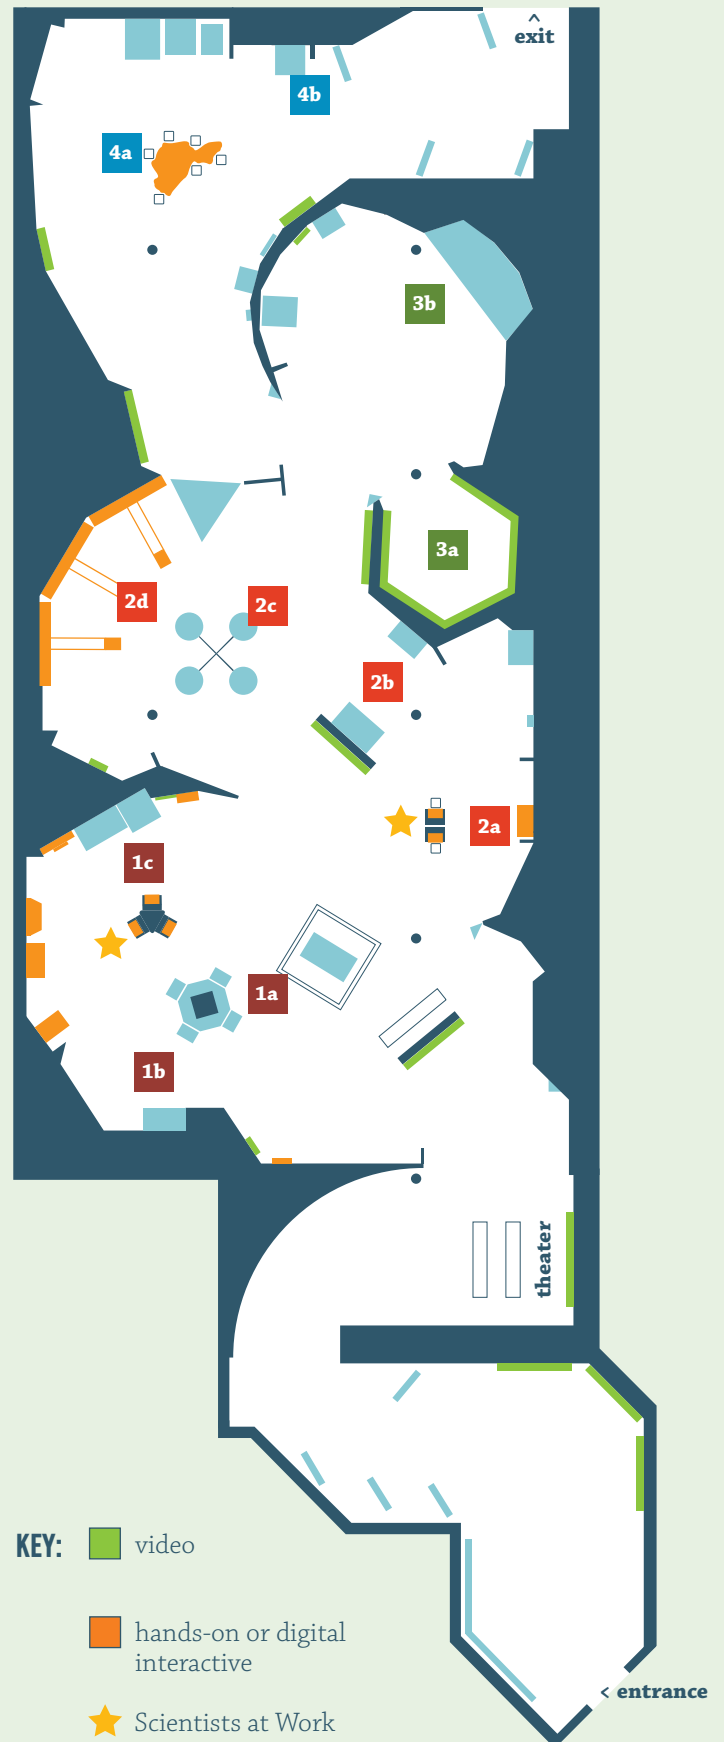 ^
exit
4b
4a
3b
3a
2d
2c
2b
2a
1c
1a
1b
theater
KEY:
video
hands-on or digital
interactive
< entrance
Scientists at Work